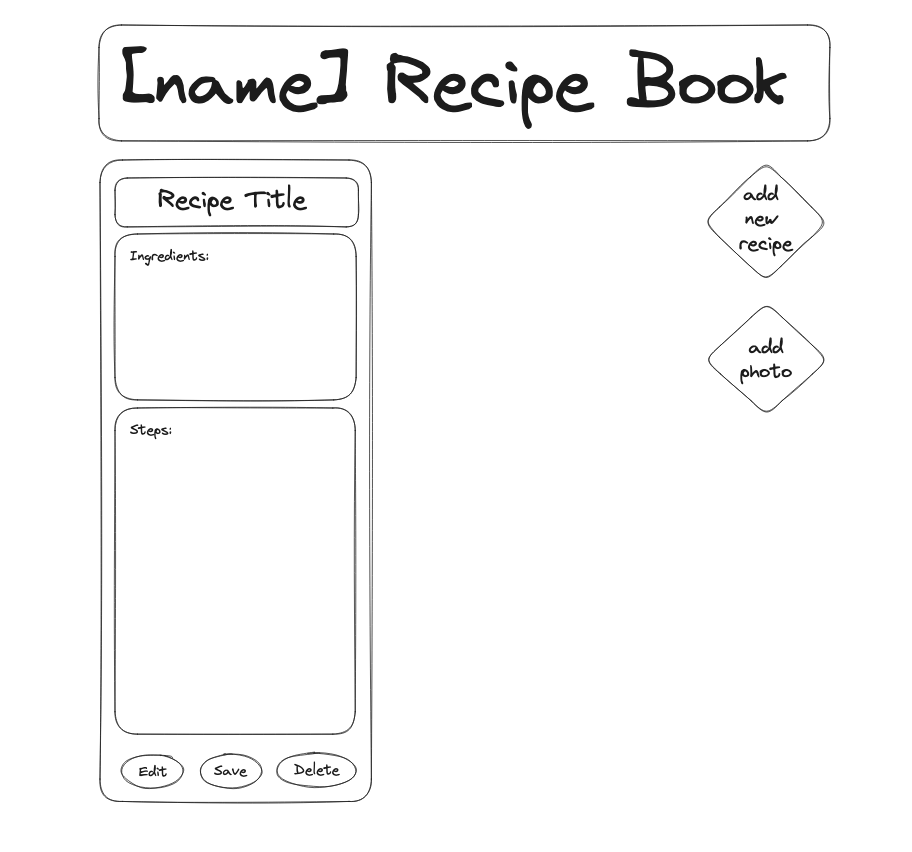 [name] Recipe Book
Recipe Title
Ingredients:
Steps:
Edit
Save
Delete
add
new
recipe
add
photo